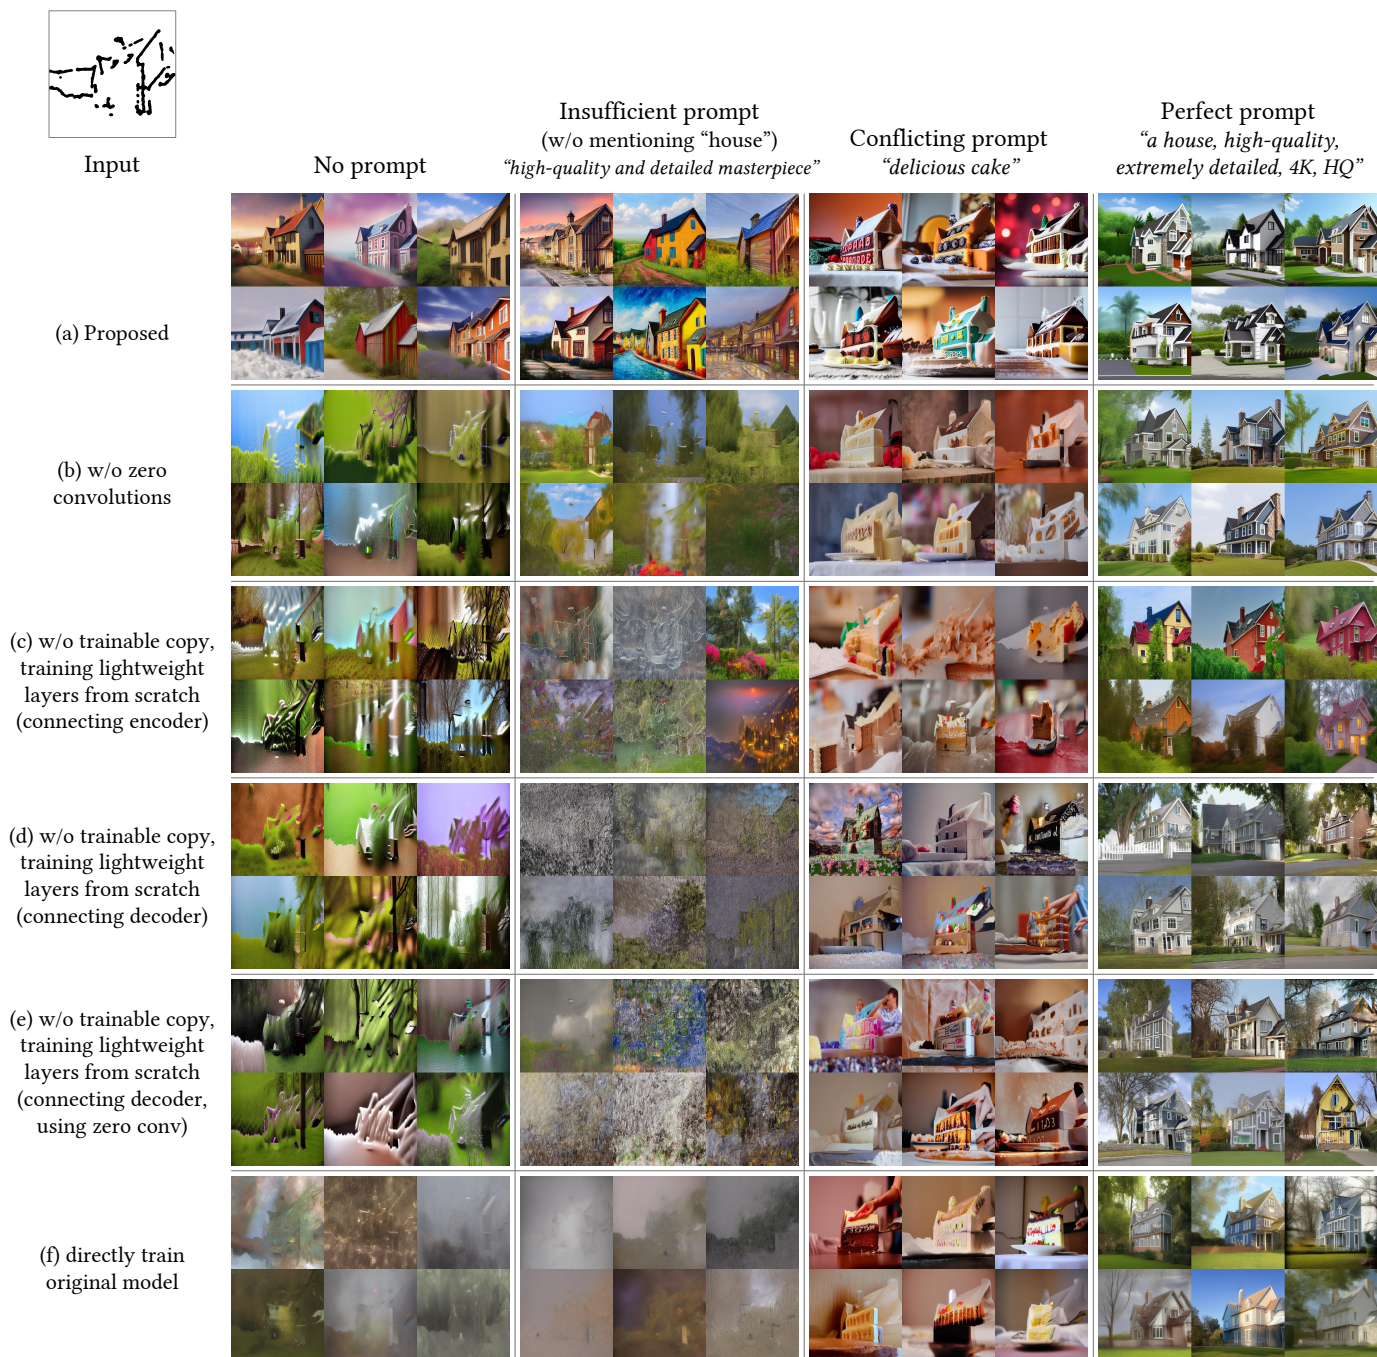 Input
No prompt
Insufficient prompt
(w/o mentioning “house”)
“high-quality and detailed masterpiece”
Conflicting prompt
“delicious cake”
Perfect prompt
“a house, high-quality,
extremely detailed, 4K, HQ”
(a) Proposed
(b) w/o zero
convolutions
(c) w/o trainable copy,
training lightweight
layers from scratch
(connecting encoder)
(d) w/o trainable copy,
training lightweight
layers from scratch
(connecting decoder)
(e) w/o trainable copy,
training lightweight
layers from scratch
(connecting decoder,
using zero conv)
(f) directly train
original model